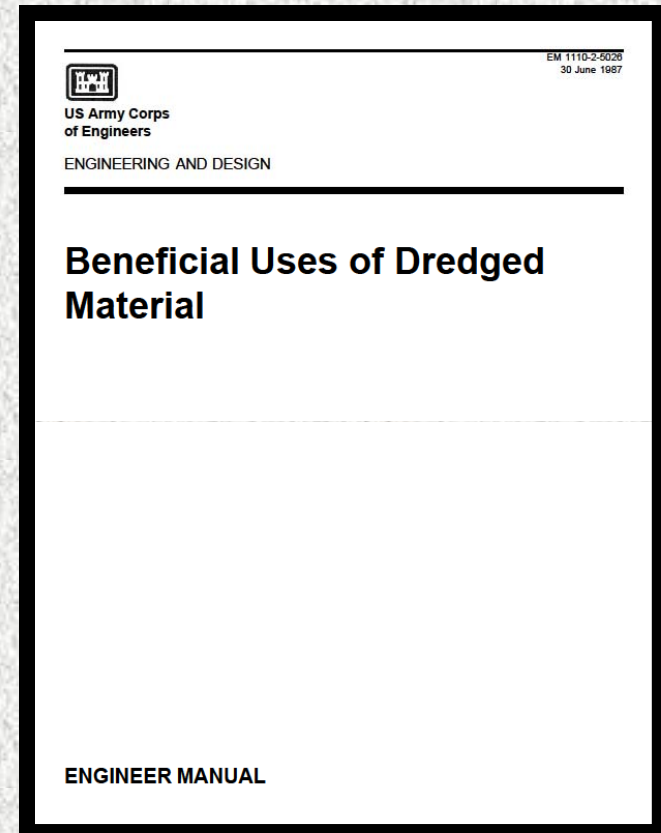 EM 1110-2-5026
30 June 1987
US Army Corps
of Engineers
ENGINEERING AND DESIGN
Beneficial Uses of Dredged
Material
ENGINEER MANUAL